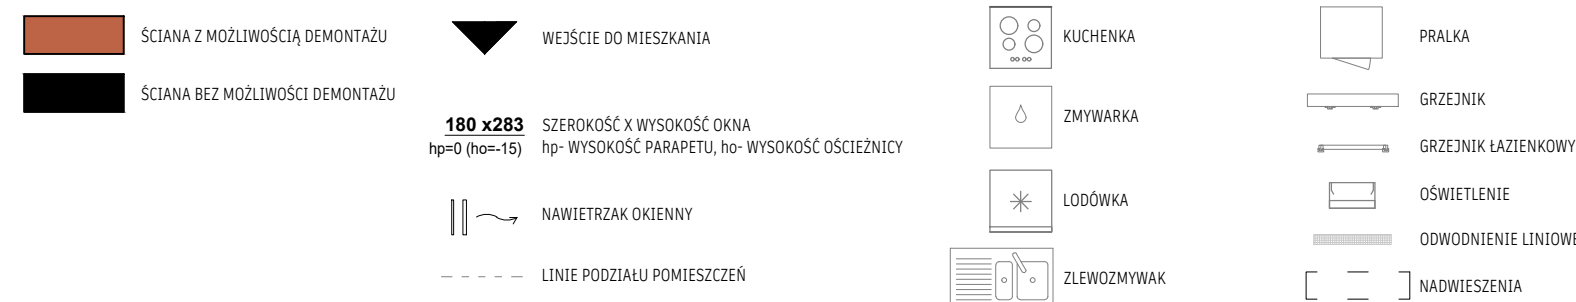 ŚCIANA Z MOŻLIWOŚCIĄ DEMONTAŻU
ŚCIANA BEZ MOŻLIWOŚCI DEMONTAŻU
WEJŚCIE DO MIESZKANIA
180 x283 SZEROKOŚĆ X WYSOKOŚĆ OKNA
hp=0 (ho=-15) hp- WYSOKOŚĆ PARAPETU, ho- WYSOKOŚĆ OŚCIEŻNICY
NAWIETRZAK OKIENNY
LINIE PODZIAŁU POMIESZCZEŃ
KUCHENKA
ZMYWARKA
LODÓWKA
ZLEWOZMYWAK
PRALKA
GRZEJNIK
GRZEJNIK ŁAZIENKOWY
OŚWIETLENIE
ODWODNIENIE LINIOWE
NADWIESZENIA